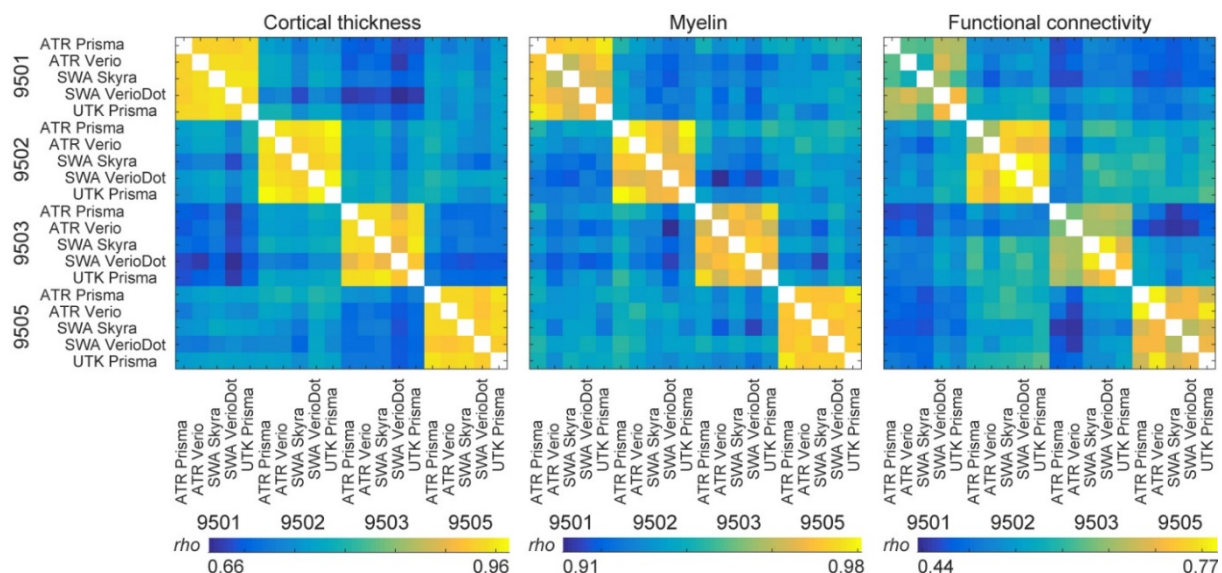 Cortical thickness
Myelin
Functional connectivity
9501
ATR Prisma
ATR Verio
SWA Skyra
SWA VerioDot
UTK Prisma
9502
ATR Prisma
ATR Verio
SWA Skyra
SWA VerioDot
UTK Prisma
9503
ATR Prisma
ATR Verio
SWA Skyra
SWA VerioDot
UTK Prisma
9505
ATR Prisma
ATR Verio
SWA Skyra
SWA VerioDot
UTK Prisma
ATR Prisma
ATR Verio
SWA Skyra
SWA VerioDot
UTK Prisma
ATR Prisma
ATR Verio
SWA Skyra
SWA VerioDot
UTK Prisma
ATR Prisma
ATR Verio
SWA Skyra
SWA VerioDot
UTK Prisma
ATR Prisma
ATR Verio
SWA Skyra
SWA VerioDot
UTK Prisma
ATR Prisma
ATR Verio
SWA Skyra
SWA VerioDot
UTK Prisma
ATR Prisma
ATR Verio
SWA Skyra
SWA VerioDot
UTK Prisma
ATR Prisma
ATR Verio
SWA Skyra
SWA VerioDot
UTK Prisma
ATR Prisma
ATR Verio
SWA Skyra
SWA VerioDot
UTK Prisma
ATR Prisma
ATR Verio
SWA Skyra
SWA VerioDot
UTK Prisma
ATR Prisma
ATR Verio
SWA Skyra
SWA VerioDot
UTK Prisma
ATR Prisma
ATR Verio
SWA Skyra
SWA VerioDot
UTK Prisma
ATR Prisma
ATR Verio
SWA Skyra
SWA VerioDot
UTK Prisma
9501 9502 9503 9505
9501 9502 9503 9505
9501 9502 9503 9505
rho
0.66 0.96
rho
0.91 0.98
rho
0.44 0.77